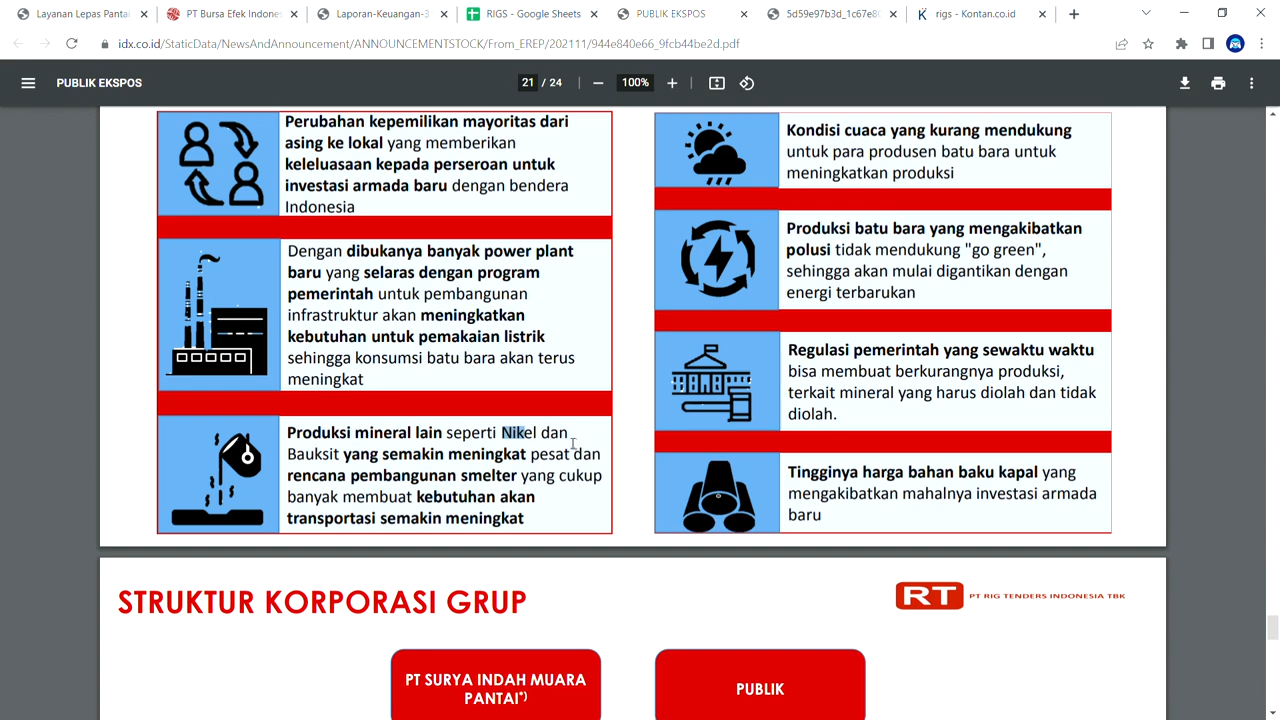 Layanan Lepas Pantai
PT Bursa Efek Indone
Laporan-Keuangan-3
RIGS - Google Sheets
PUBLIK EKSPOS
5d59e97b3d_1c67e8
rigs - Kontan.co.id
idx.co.id/StaticData/NewsAndAnnouncement/ANNOUNCEMENTSTOCK/From_EREP/202111/944e840e66_9fcb44be2d.pdf
PUBLIK EKSPOS
21 / 24
100%
Perubahan kepemilikan mayoritas dari
asing ke lokal yang memberikan
keleluasaan kepada perseroan untuk
investasi armada baru dengan bendera
Indonesia
Dengan dibukanya banyak power plant
baru yang selaras dengan program
pemerintah untuk pembangunan
infrastruktur akan meningkatkan
kebutuhan untuk pemakaian listrik
sehingga konsumsi batu bara akan terus
meningkat
Produksi mineral lain seperti Nikel dan
Bauksit yang semakin meningkat pesat dan
rencana pembangunan smelter yang cukup
banyak membuat kebutuhan akan
transportasi semakin meningkat
Kondisi cuaca yang kurang mendukung
untuk para produsen batu bara untuk
meningkatkan produksi
Produksi batu bara yang mengakibatkan
polusi tidak mendukung "go green",
sehingga akan mulai digantikan dengan
energi terbarukan
Regulasi pemerintah yang sewaktu waktu
bisa membuat berkurangnya produksi,
terkait mineral yang harus diolah dan tidak
diolah.
Tingginya harga bahan baku kapal yang
mengakibatkan mahalnya investasi armada
baru
STRUKTUR KORPORASI GRUP
RT PT RIG TENDERS INDONESIA TBK
PT SURYA INDAH MUARA
PANTAI*)
PUBLIK